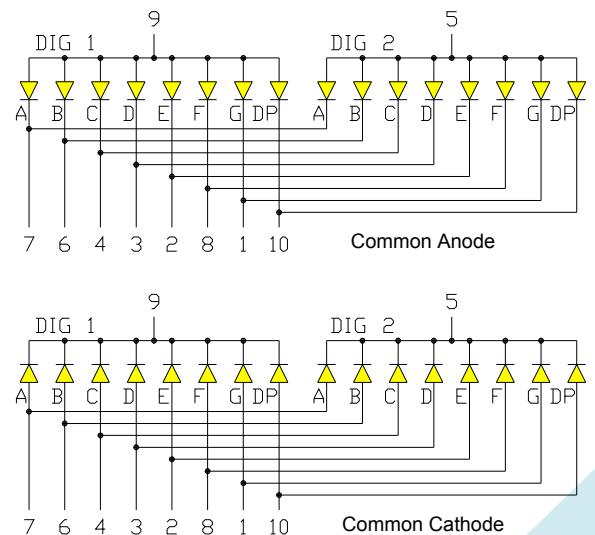 9 5
DIG 1 DIG 2
A B C D E F G DP A B C D E F G DP
7 6 4 3 2 8 1 10 Common Anode
9 5
DIG 1 DIG 2
A B C D E F G DP A B C D E F G DP
7 6 4 3 2 8 1 10 Common Cathode